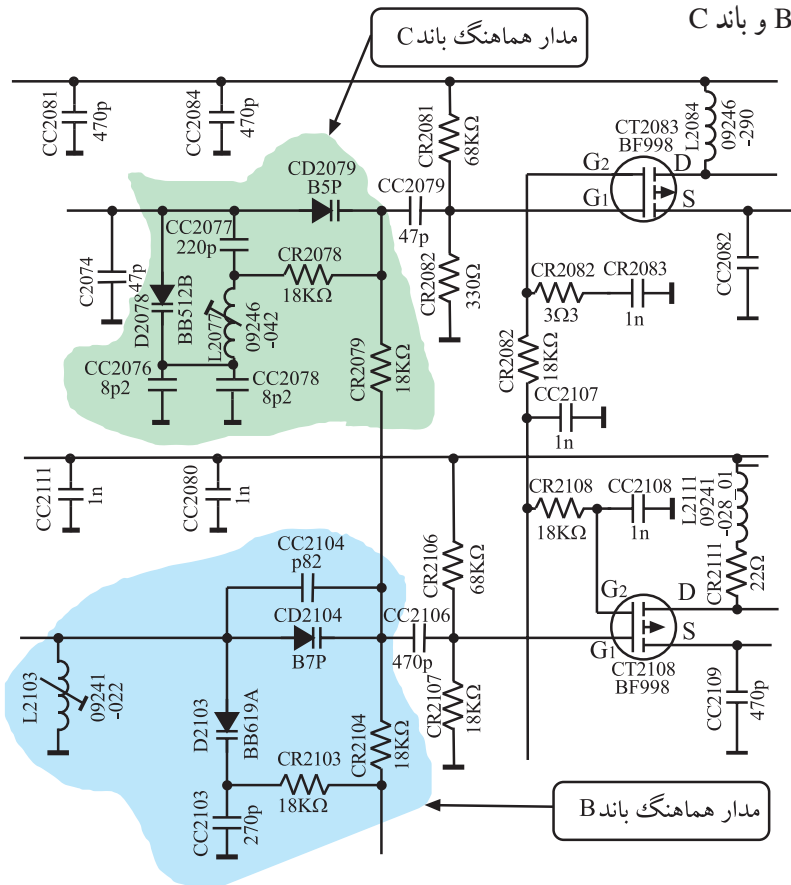 B و باند C
مدار هماهنگ باند C
CC2081
470p
CC2084
470p
CR2081
68KΩ
L2084
09246
-290
CT2083
BF998
G2
D
G1
S
CD2079
B5P
CC2079
47p
CC2077
220p
CR2078
18KΩ
C2074
47p
D2078
BB512B
L2077
09246
-042
CR2082
330Ω
CR2082
3Ω3
CR2083
1n
CC2082
CC2076
8p2
CC2078
8p2
CR2079
18KΩ
CR2082
18KΩ
CC2107
1n
CC2111
1n
CC2080
1n
CR2106
68KΩ
CR2108
18KΩ
CC2108
1n
L2111
09241
-028_01
CR2111
22Ω
CC2104
p82
CD2104
B7P
CC2106
470p
G2
D
G1
S
CT2108
BF998
L2103
09241
-022
D2103
BB619A
CR2104
18KΩ
CR2107
18KΩ
CC2109
470p
CR2103
18KΩ
CC2103
270p
مدار هماهنگ باند B